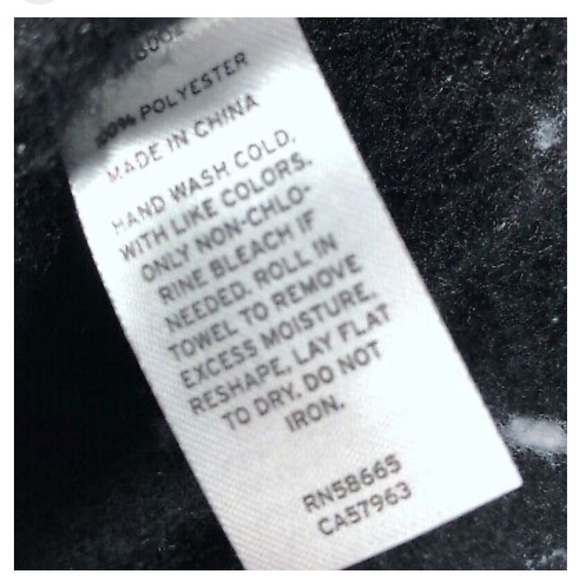 POLYESTER
MADE IN CHINA
HAND WASH COLD,
WITH LIKE COLORS.
ONLY NON-CHLO-
RINE BLEACH IF
NEEDED. ROLL IN
TOWEL TO REMOVE
EXCESS MOISTURE.
RESHAPE, LAY FLAT
TO DRY. DO NOT
IRON.
RN58665
CA57963